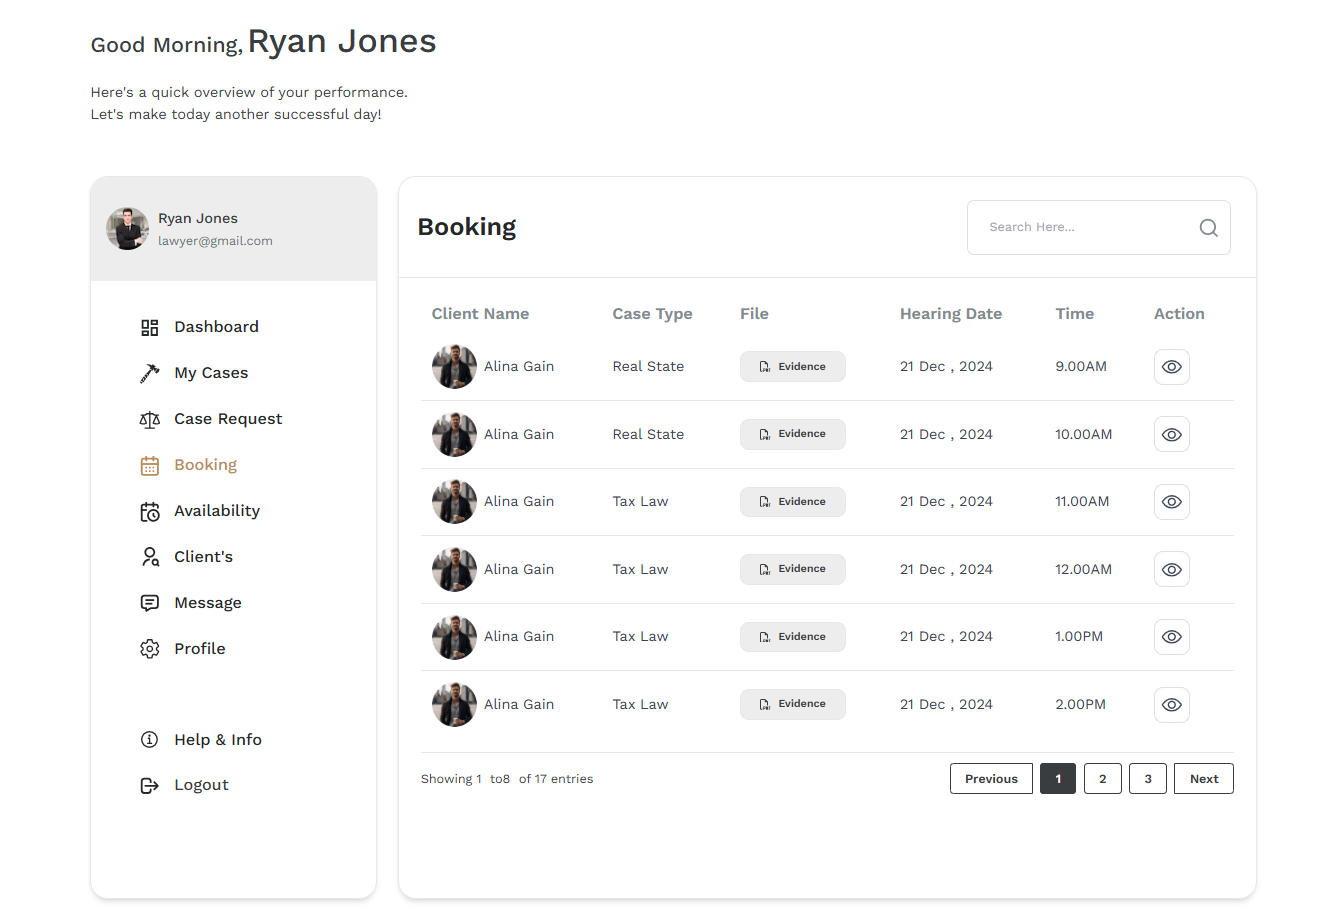 Good Morning, Ryan Jones
Here's a quick overview of your performance.
Let's make today another successful day!
Ryan Jones
lawyer@gmail.com
Dashboard
My Cases
Case Request
Booking
Availability
Client's
Message
Profile
Help & Info
Logout
Booking
Search Here...
Client Name Case Type File Hearing Date Time Action
Alina Gain Real State Evidence 21 Dec , 2024 9.00AM
Alina Gain Real State Evidence 21 Dec , 2024 10.00AM
Alina Gain Tax Law Evidence 21 Dec , 2024 11.00AM
Alina Gain Tax Law Evidence 21 Dec , 2024 12.00AM
Alina Gain Tax Law Evidence 21 Dec , 2024 1.00PM
Alina Gain Tax Law Evidence 21 Dec , 2024 2.00PM
Showing 1 to8 of 17 entries Previous 1 2 3 Next